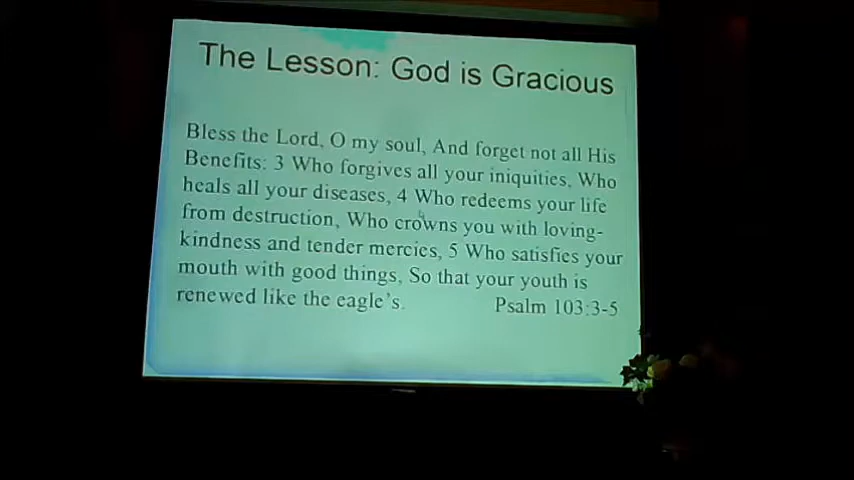 The Lesson: God is Gracious
Bless the Lord, O my soul, And forget not all His
Benefits: 3 Who forgives all your iniquities, Who
heals all your diseases, 4 Who redeems your life
from destruction, Who crowns you with loving-
kindness and tender mercies, 5 Who satisfies your
mouth with good things, So that your youth is
renewed like the eagle's. Psalm 103:3-5